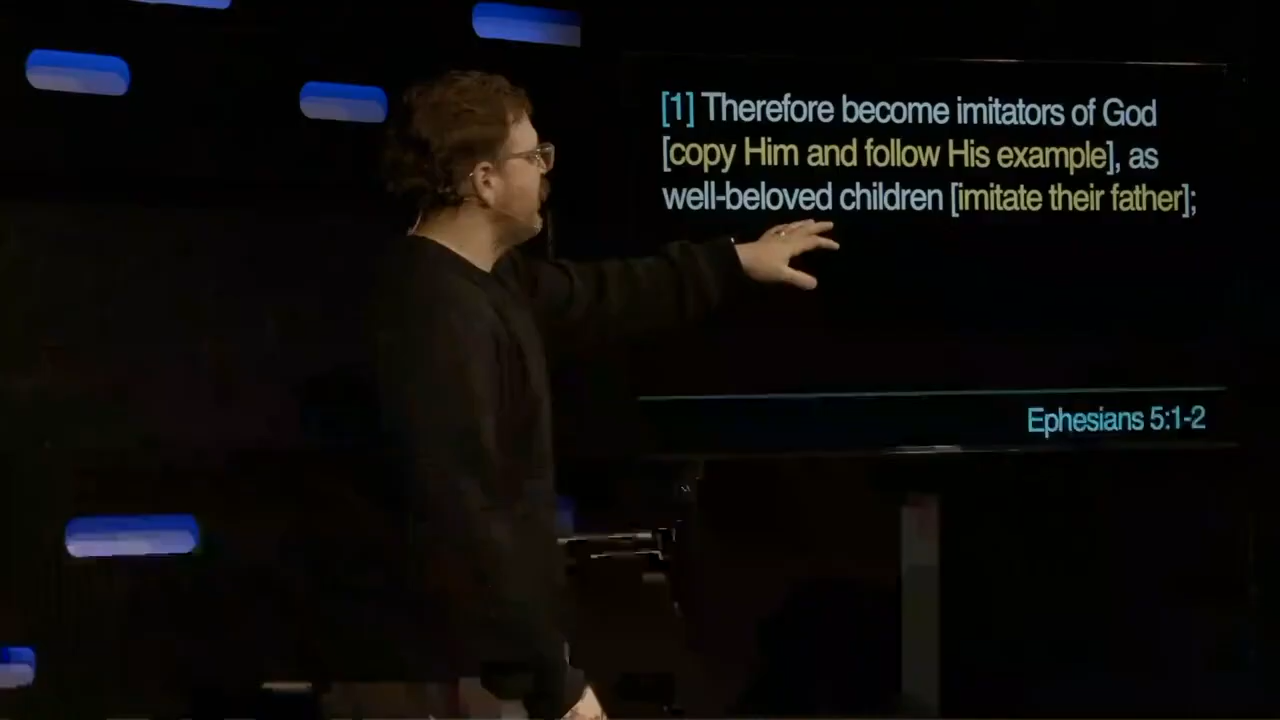 [1] Therefore become imitators of God
[copy Him and follow His example], as
well-beloved children [imitate their father];
Ephesians 5:1-2